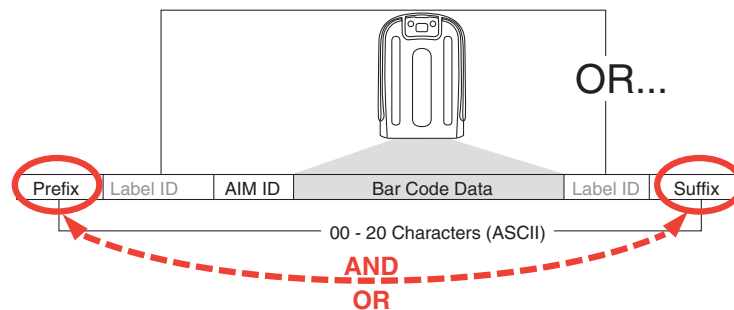 OR...
Prefix Label ID AIM ID Bar Code Data Label ID Suffix
00 - 20 Characters (ASCII)
AND
OR